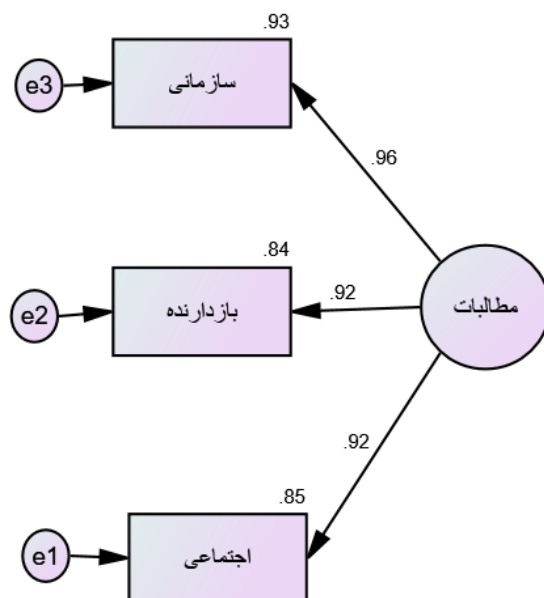 .93
سازمانی
e3
.96
.84
بازدارنده
e2
.92
مطالبات
.92
.85
اجتماعی
e1